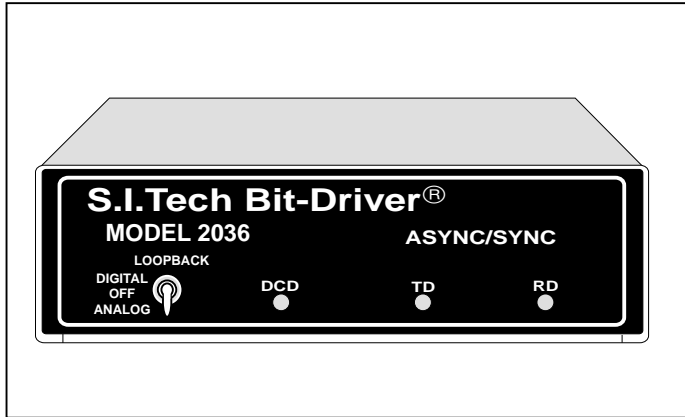 S.I.Tech Bit-Driver®
MODEL 2036
ASYNC/SYNC
LOOPBACK
DIGITAL
OFF
ANALOG
DCD
TD
RD